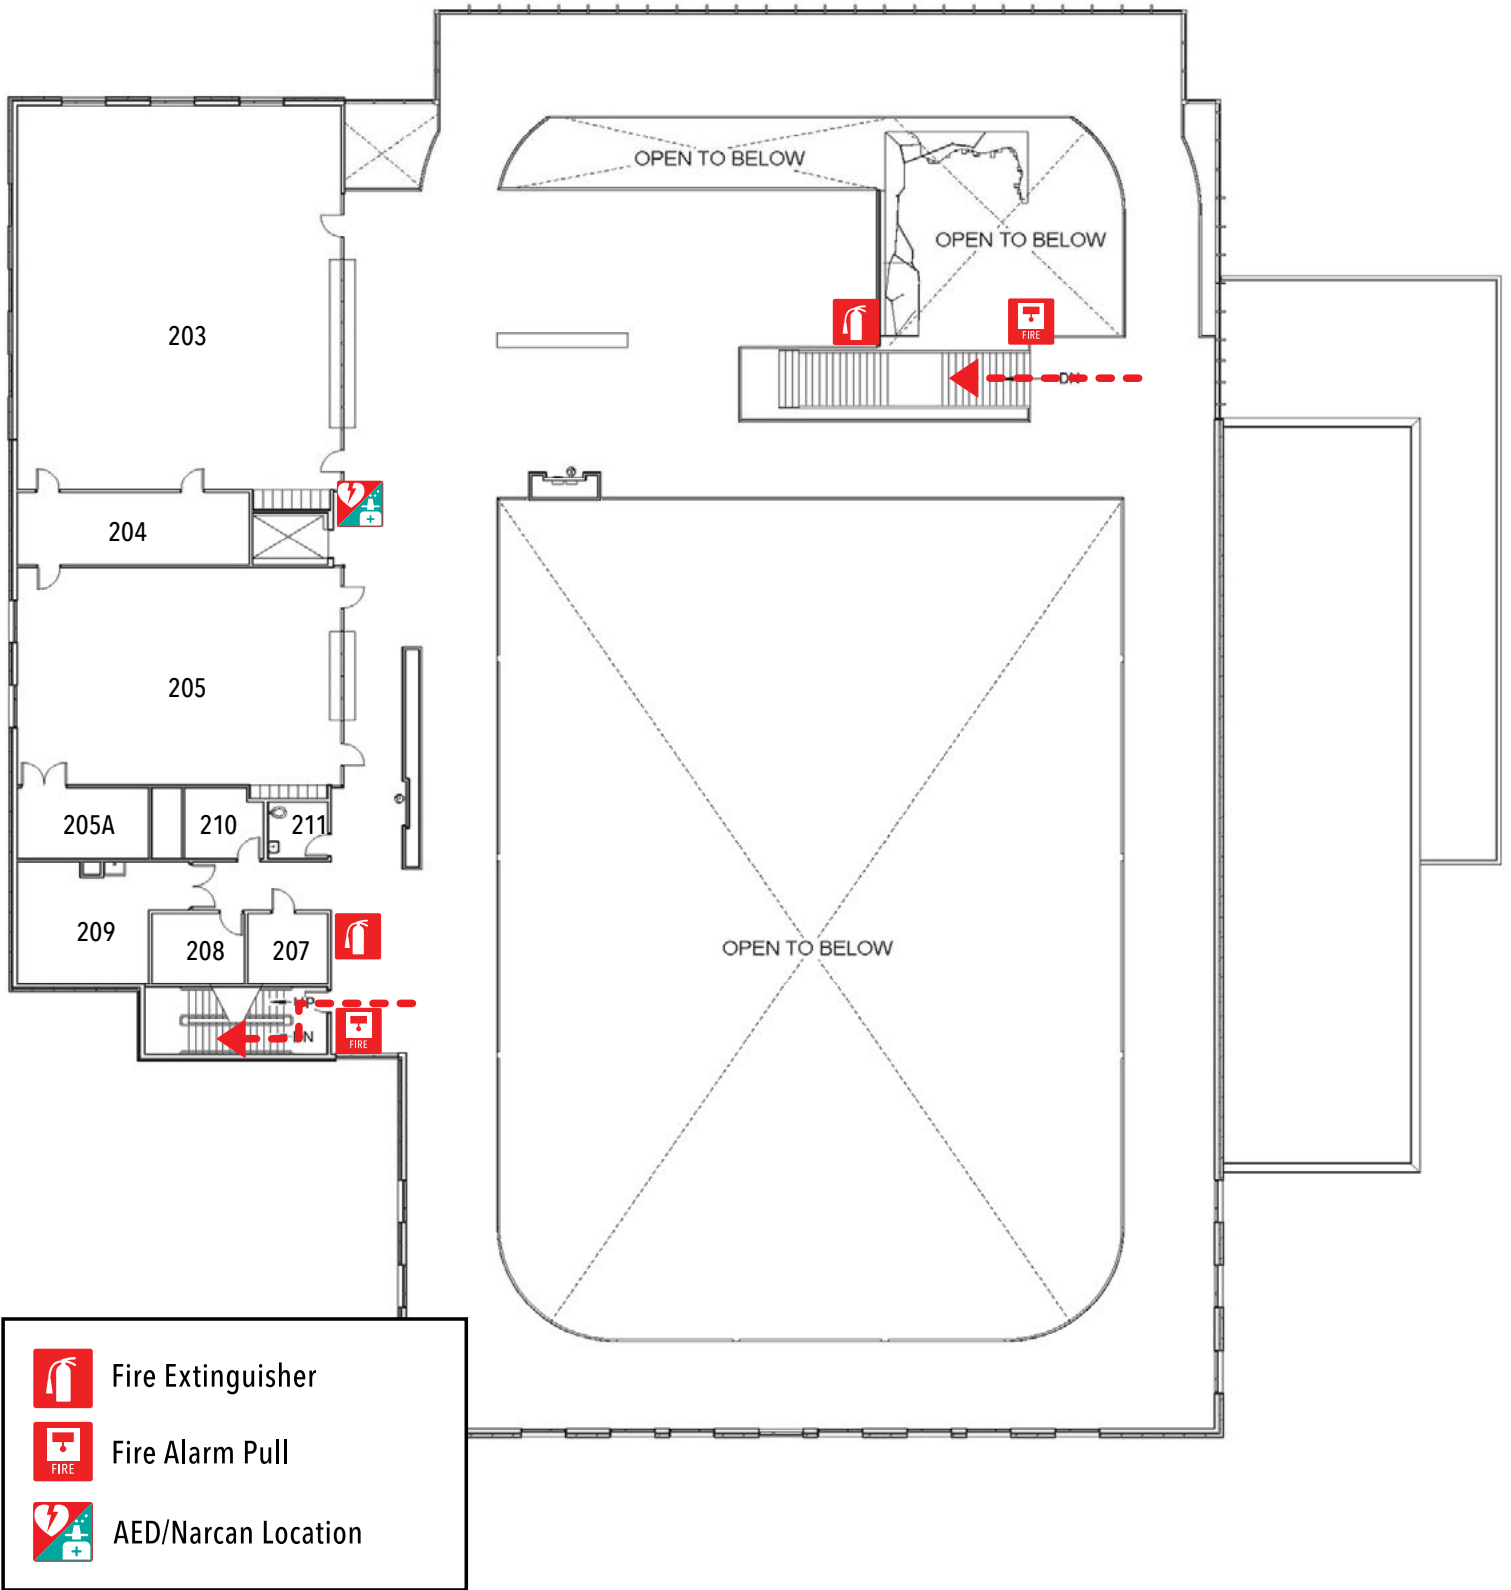 OPEN TO BELOW
OPEN TO BELOW
203
FIRE
DN
204
205
205A
210
211
209
208
207
UP
DN
FIRE
OPEN TO BELOW
Fire Extinguisher
FIRE
Fire Alarm Pull
AED/Narcan Location